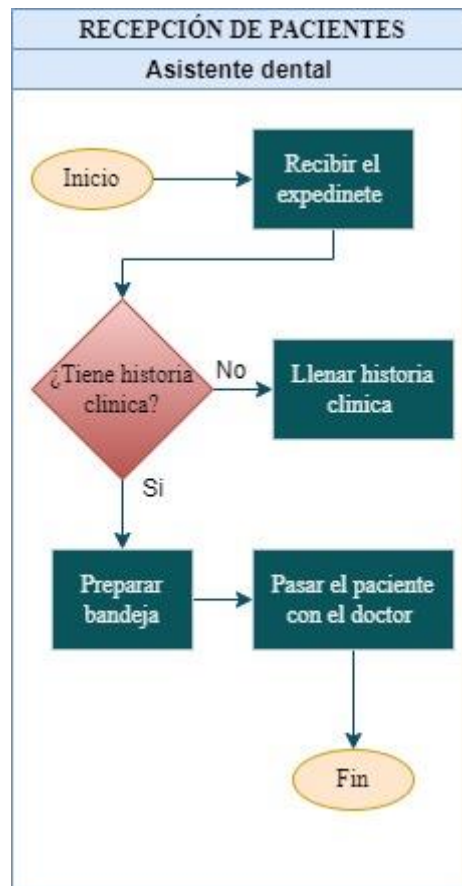 RECEPCIÓN DE PACIENTES
Asistente dental
Inicio
Recibir el
expedinete
¿Tiene historia
clinica?
No
Llenar historia
clinica
Si
Preparar
bandeja
Pasar el paciente
con el doctor
Fin